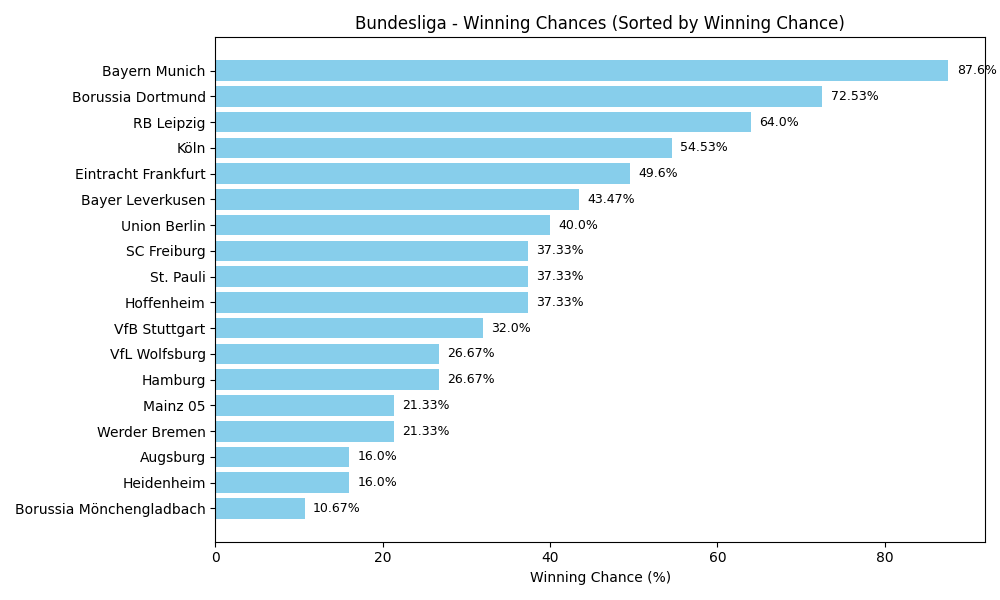 Bundesliga - Winning Chances (Sorted by Winning Chance)
Bayern Munich 87.6%
Borussia Dortmund 72.53%
RB Leipzig 64.0%
Köln 54.53%
Eintracht Frankfurt 49.6%
Bayer Leverkusen 43.47%
Union Berlin 40.0%
SC Freiburg 37.33%
St. Pauli 37.33%
Hoffenheim 37.33%
VfB Stuttgart 32.0%
VfL Wolfsburg 26.67%
Hamburg 26.67%
Mainz 05 21.33%
Werder Bremen 21.33%
Augsburg 16.0%
Heidenheim 16.0%
Borussia Mönchengladbach 10.67%
0 20 40 60 80
Winning Chance (%)